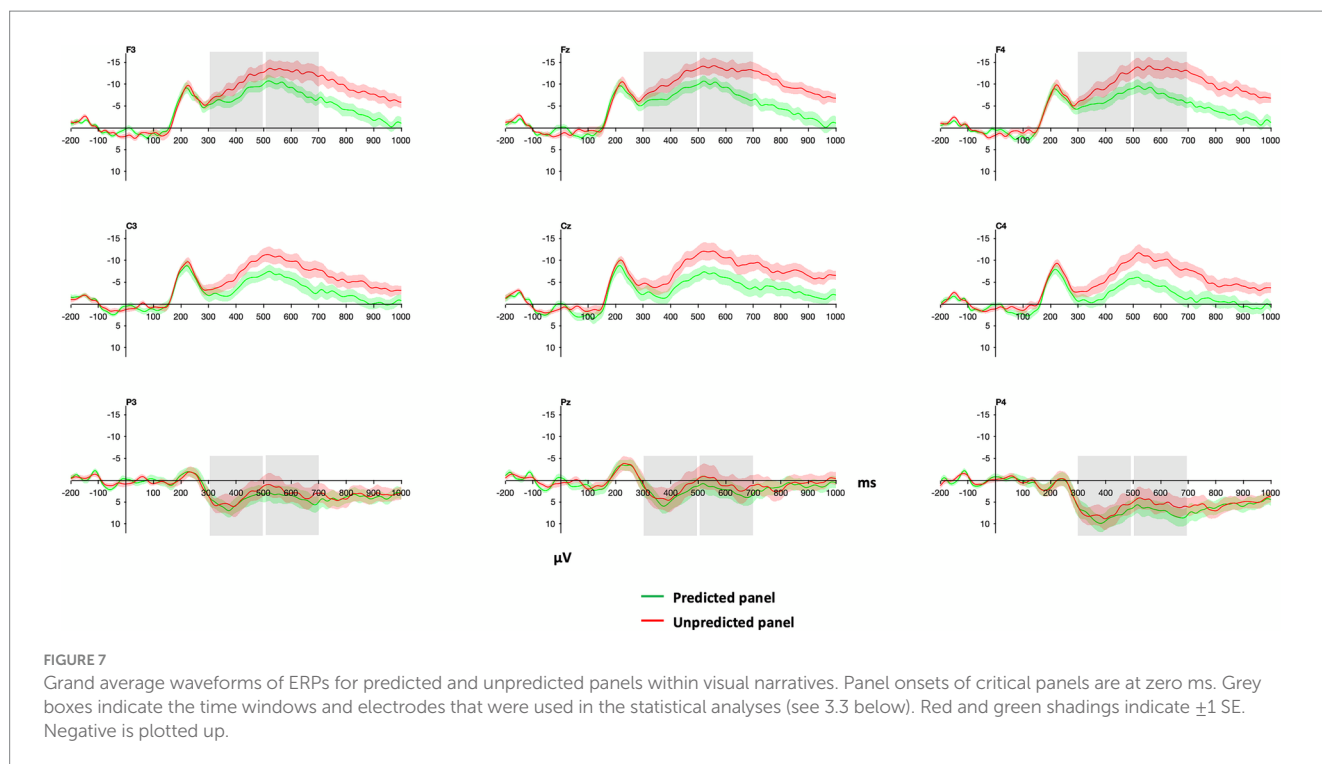 F3
Fz
F4
-15 -15 -15
-10 -10 -10
-5 -5 -5
-200 -100 100 200 300 400 500 600 700 800 900 1000
-200 -100 100 200 300 400 500 600 700 800 900 1000
-200 -100 100 200 300 400 500 600 700 800 900 1000
5 5 5
10 10 10
C3
Cz
C4
-15 -15 -15
-10 -10 -10
-5 -5 -5
-200 -100 100 200 300 400 500 600 700 800 900 1000
-200 -100 100 200 300 400 500 600 700 800 900 1000
-200 -100 100 200 300 400 500 600 700 800 900 1000
5 5 5
10 10 10
P3
Pz
P4
-15 -15 -15
-10 -10 -10
-5 -5 -5
-200 -100 100 200 300 400 500 600 700 800 900 1000
-200 -100 100 200 300 400 500 600 700 800 900 1000
ms
-200 -100 100 200 300 400 500 600 700 800 900 1000
5 5 5
10 10 10
µV
Predicted panel
Unpredicted panel
FIGURE 7
Grand average waveforms of ERPs for predicted and unpredicted panels within visual narratives. Panel onsets of critical panels are at zero ms. Grey
boxes indicate the time windows and electrodes that were used in the statistical analyses (see 3.3 below). Red and green shadings indicate ±1 SE.
Negative is plotted up.